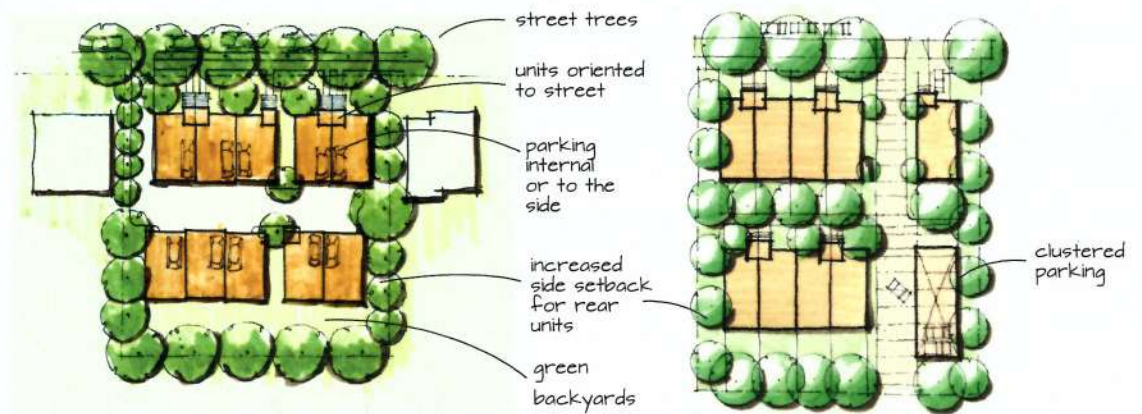 street trees
units oriented
to street
parking
internal
or to the
side
increased
side setback
for rear
units
green
backyards
clustered
parking